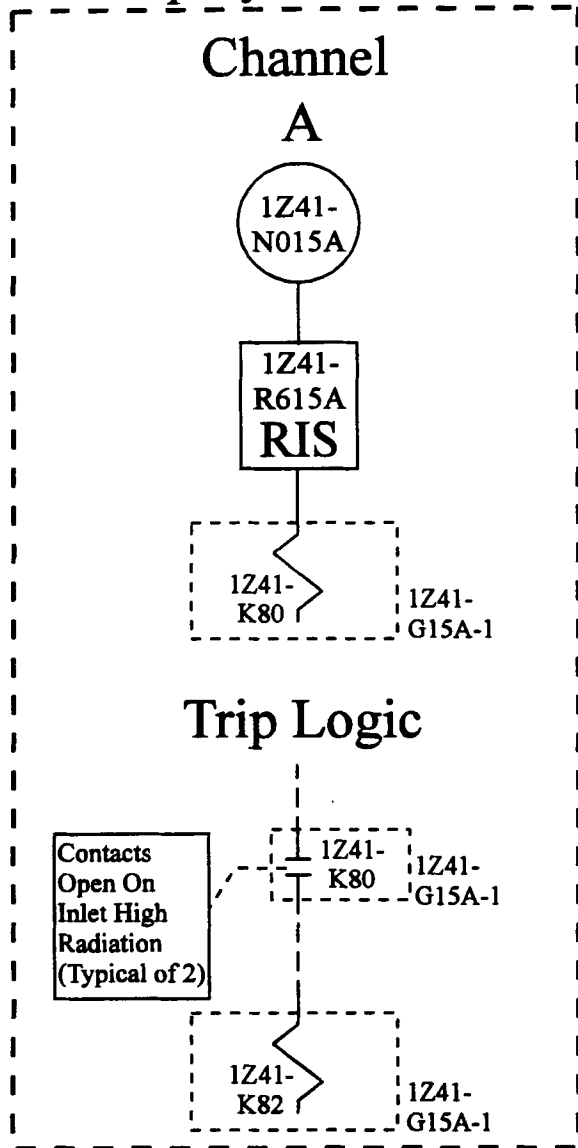 Channel
A
1Z41-
N015A
1Z41-
R615A
RIS
1Z41-
K80
1Z41-
G15A-1
Trip Logic
Contacts
Open On
Inlet High
Radiation
(Typical of 2)
1Z41-
K80
1Z41-
G15A-1
1Z41-
K82
1Z41-
G15A-1